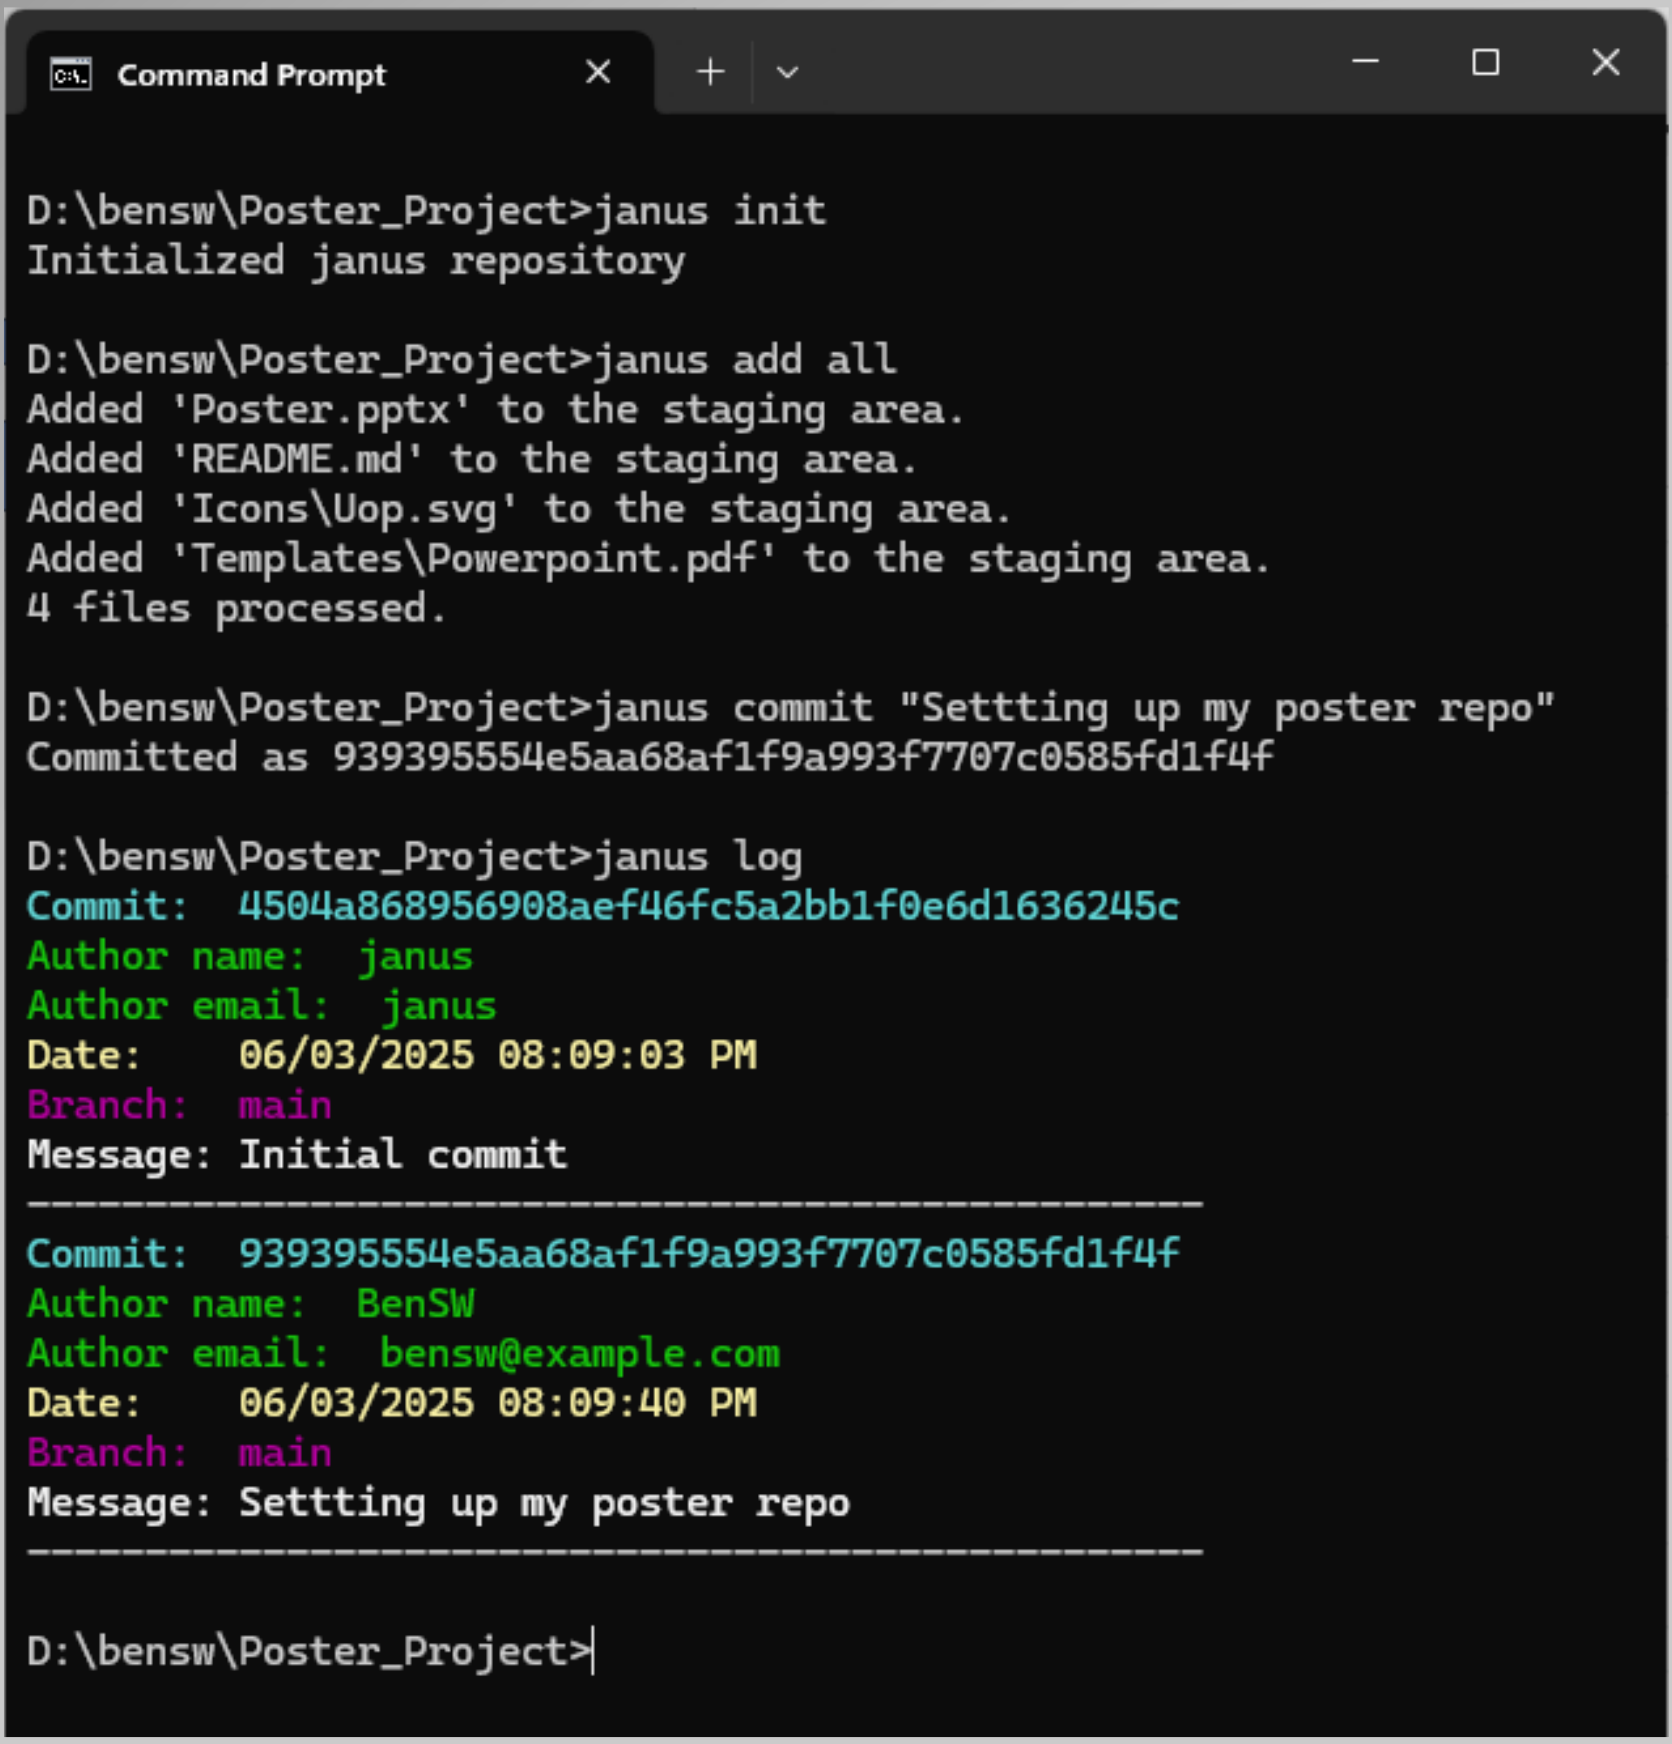 Command Prompt
D:\bensw\Poster_Project>janus init
Initialized janus repository
D:\bensw\Poster_Project>janus add all
Added 'Poster.pptx' to the staging area.
Added 'README.md' to the staging area.
Added 'Icons\Uop.svg' to the staging area.
Added 'Templates\Powerpoint.pdf' to the staging area.
4 files processed.
D:\bensw\Poster_Project>janus commit "Settting up my poster repo"
Committed as 939395554e5aa68af1f9a993f7707c0585fd1f4f
D:\bensw\Poster_Project>janus log
Commit:  4504a868956908aef46fc5a2bb1f0e6d1636245c
Author name:  janus
Author email:  janus
Date:    06/03/2025 08:09:03 PM
Branch:  main
Message: Initial commit
--------------------------------------------------
Commit:  939395554e5aa68af1f9a993f7707c0585fd1f4f
Author name:  BenSW
Author email:  bensw@example.com
Date:    06/03/2025 08:09:40 PM
Branch:  main
Message: Settting up my poster repo
--------------------------------------------------
D:\bensw\Poster_Project>